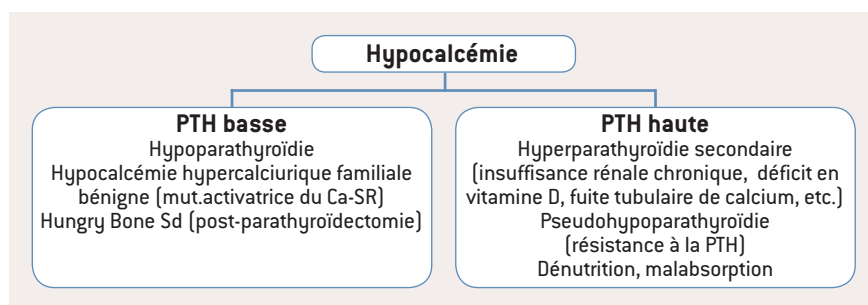 Hypocalcémie
PTH basse
Hypoparathyroïdie
Hypocalcémie hypercalciurique familiale
bénigne (mut.activatrice du Ca-SR)
Hungry Bone Sd (post-parathyroïdectomie)
PTH haute
Hyperparathyroïdie secondaire
(insuffisance rénale chronique, déficit en
vitamine D, fuite tubulaire de calcium, etc.)
Pseudohypoparathyroïdie
(résistance à la PTH)
Dénutrition, malabsorption